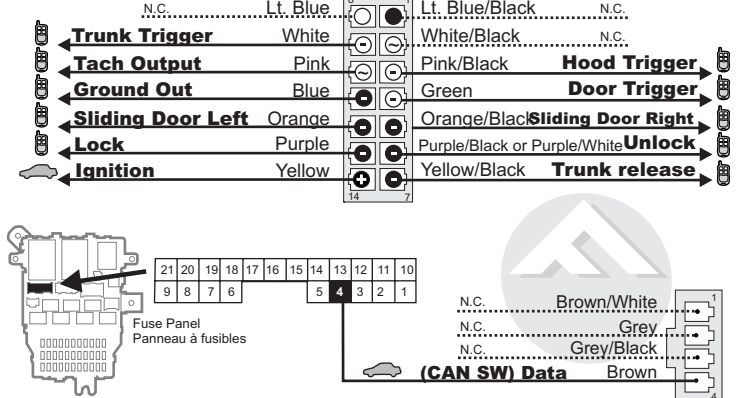 N.C. Lt. Blue 8 1 Lt. Blue/Black N.C.
Trunk Trigger White White/Black N.C.
Tach Output Pink Pink/Black Hood Trigger
Ground Out Blue Green Door Trigger
Sliding Door Left Orange Orange/Black Sliding Door Right
Lock Purple Purple/Black or Purple/White Unlock
Ignition Yellow Yellow/Black Trunk release
14 7
21 20 19 18 17 16 15 14 13 12 11 10
9 8 7 6 5 4 3 2 1
Fuse Panel
Panneau à fusibles
N.C. Brown/White 1
N.C. Grey
N.C. Grey/Black
(CAN SW) Data Brown
4